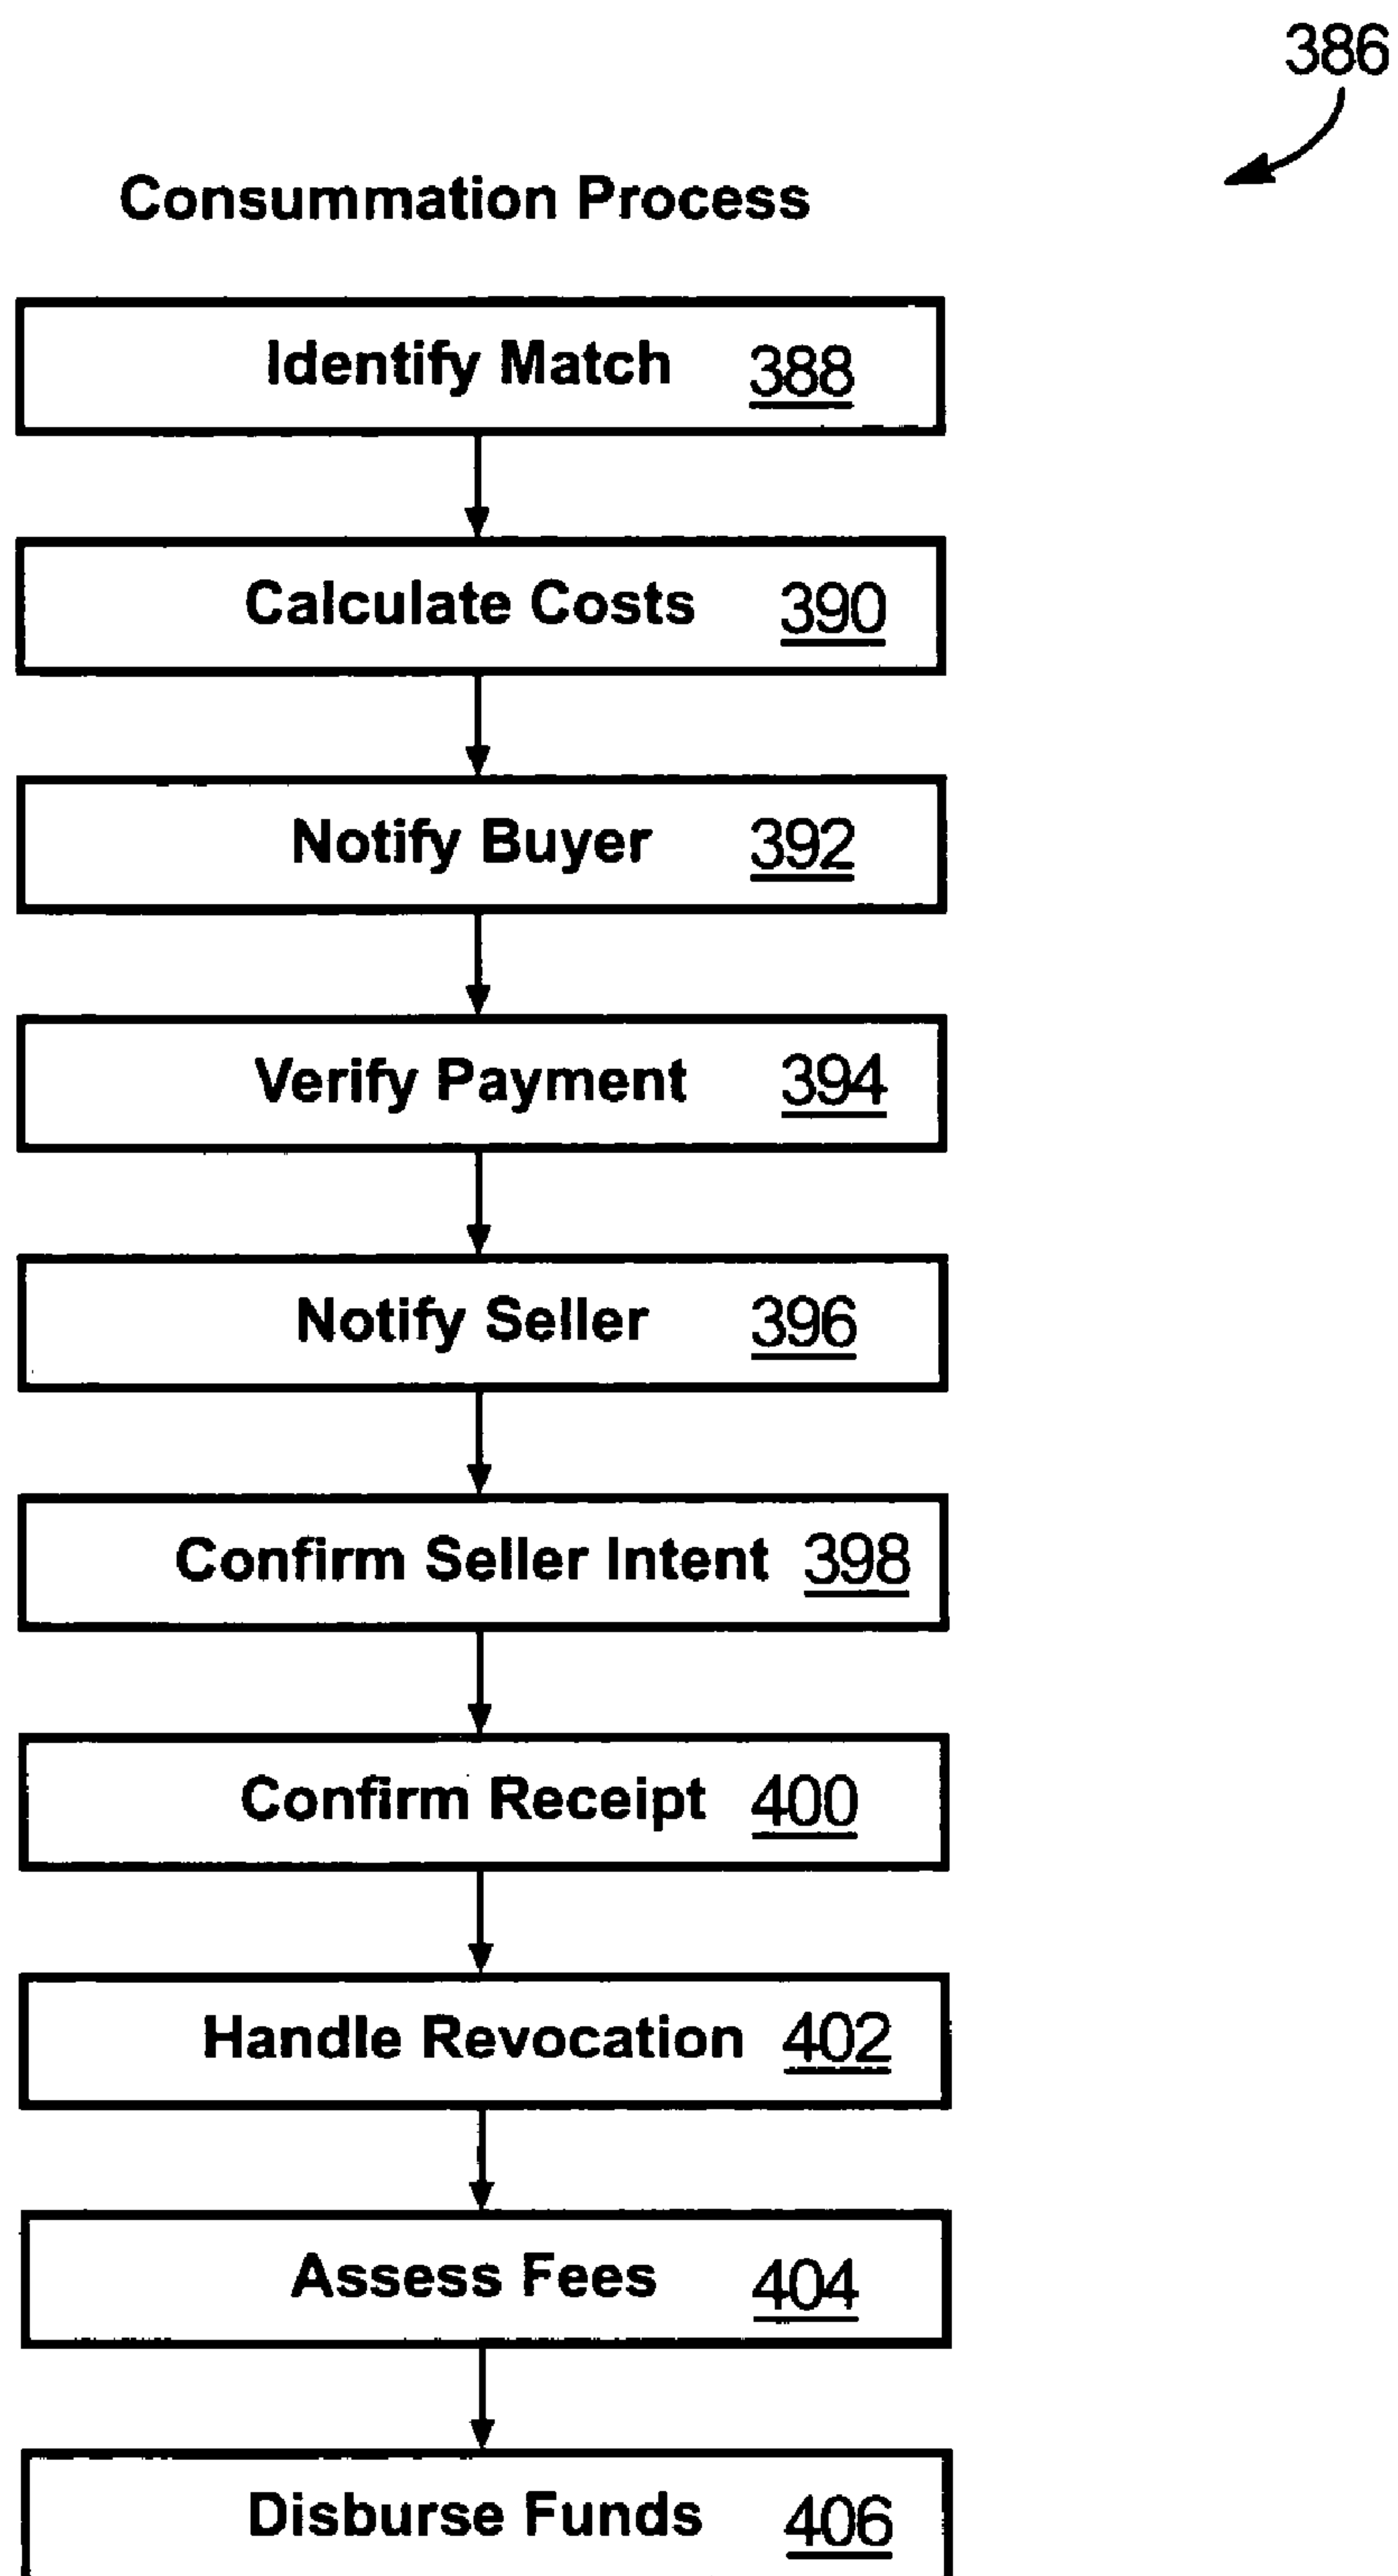 386
Consummation Process
Identify Match 388
Calculate Costs 390
Notify Buyer 392
Verify Payment 394
Notify Seller 396
Confirm Seller Intent 398
Confirm Receipt 400
Handle Revocation 402
Assess Fees 404
Disburse Funds 406